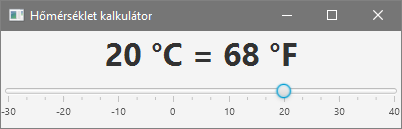 Hőmérséklet kalkulátor
20 °C = 68 °F
-30 -20 -10 0 10 20 30 40